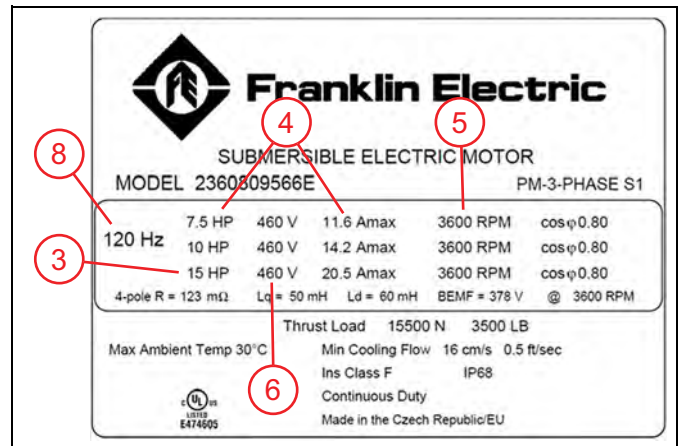 Franklin Electric
4
5
8
SUBMERSIBLE ELECTRIC MOTOR
MODEL 2360809566E PM-3-PHASE S1
7.5 HP 460 V 11.6 Amax 3600 RPM cosφ0.80
120 Hz
10 HP 460 V 14.2 Amax 3600 RPM cosφ0.80
3
15 HP 460 V 20.5 Amax 3600 RPM cosφ0.80
4-pole R = 123 mΩ Lq = 50 mH Ld = 60 mH BEMF = 378 V @ 3600 RPM
Thrust Load 15500 N 3500 LB
Max Ambient Temp 30°C Min Cooling Flow 16 cm/s 0.5 ft/sec
Ins Class F IP68
6
c UL us Continuous Duty
LISTED
E474605 Made in the Czech Republic/EU